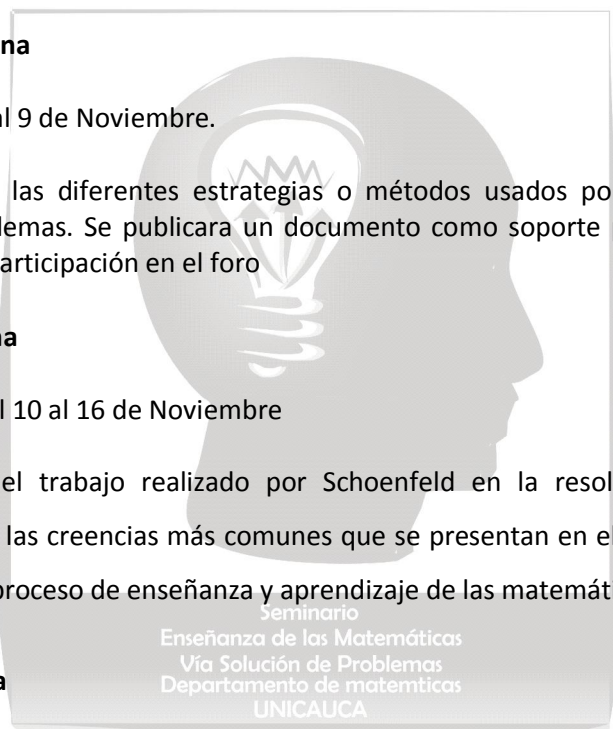 na
al 9 de Noviembre.
las diferentes estrategias o métodos usados po
lemas. Se publicara un documento como soporte
articipación en el foro
na
l 10 al 16 de Noviembre
el trabajo realizado por Schoenfeld en la resol
las creencias más comunes que se presentan en el
proceso de enseñanza y aprendizaje de las matemát
Seminario
Enseñanza de las Matemáticas
Vía Solución de Problemas
Departamento de matemticas
a
UNICAUCA